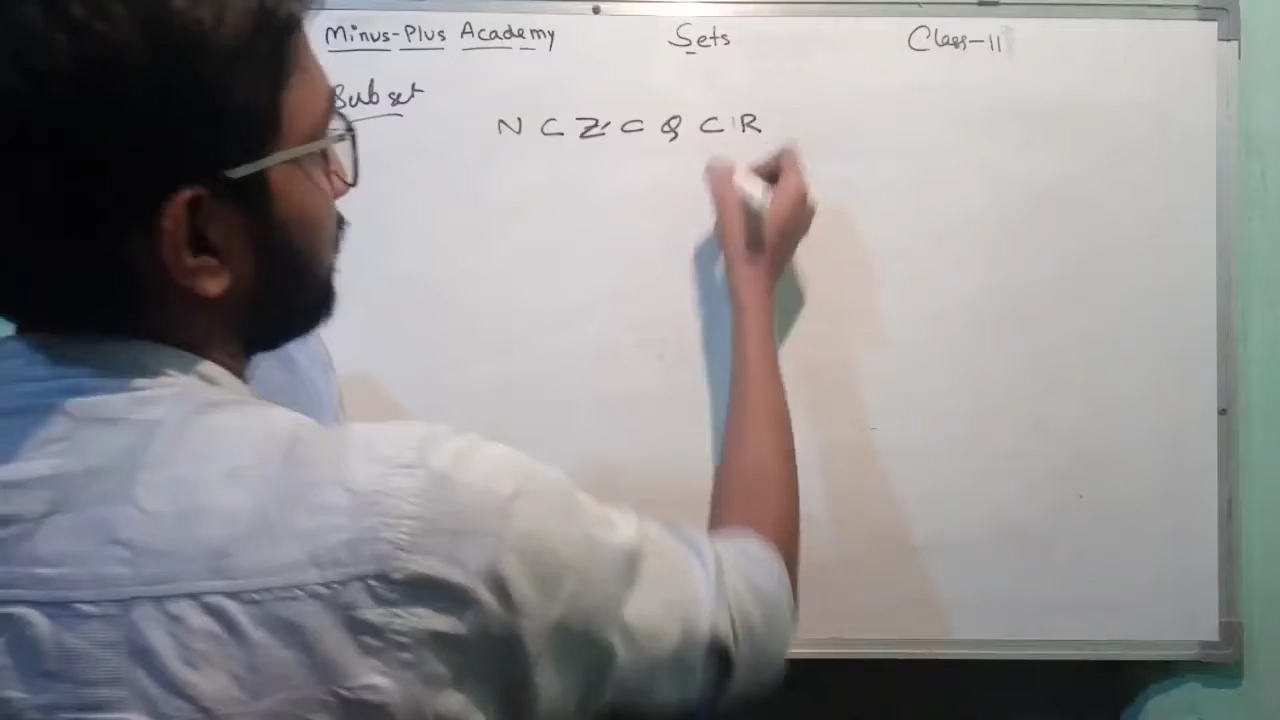 Minus-Plus Academy Sets Class-11
Subset
N ⊂ Z ⊂ Q ⊂ R